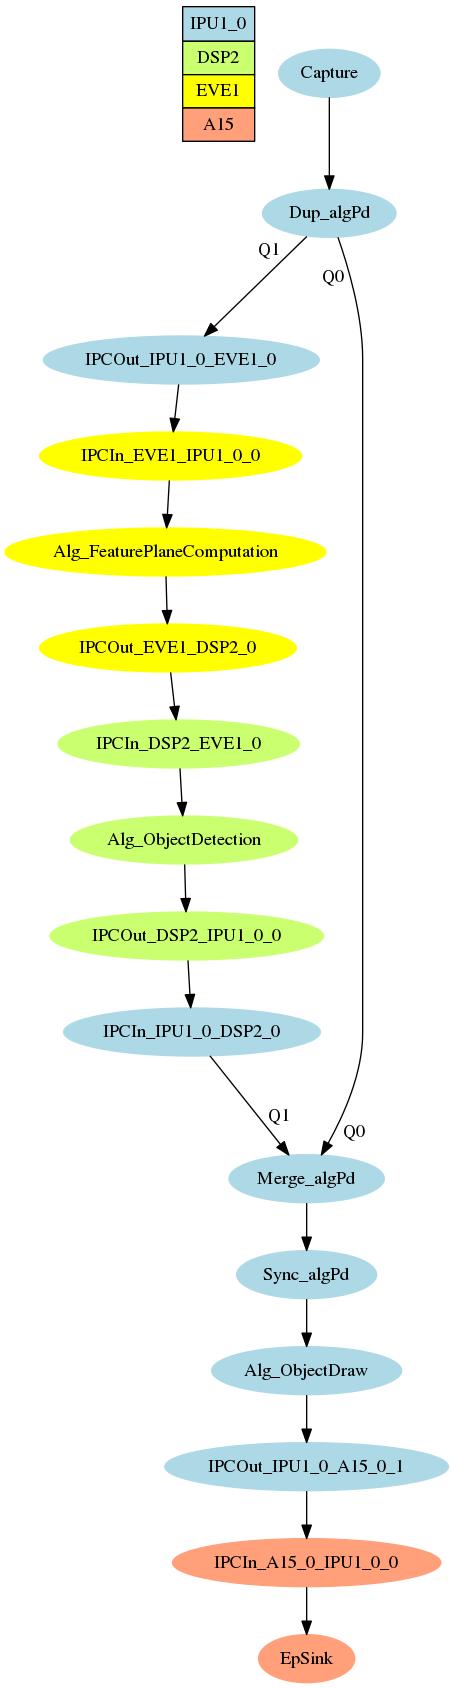 IPU1_0
DSP2
EVE1
A15
Capture
Dup_algPd
Q1
Q0
IPCOut_IPU1_0_EVE1_0
IPCIn_EVE1_IPU1_0_0
Alg_FeaturePlaneComputation
IPCOut_EVE1_DSP2_0
IPCIn_DSP2_EVE1_0
Alg_ObjectDetection
IPCOut_DSP2_IPU1_0_0
IPCIn_IPU1_0_DSP2_0
Q1
Q0
Merge_algPd
Sync_algPd
Alg_ObjectDraw
IPCOut_IPU1_0_A15_0_1
IPCIn_A15_0_IPU1_0_0
EpSink